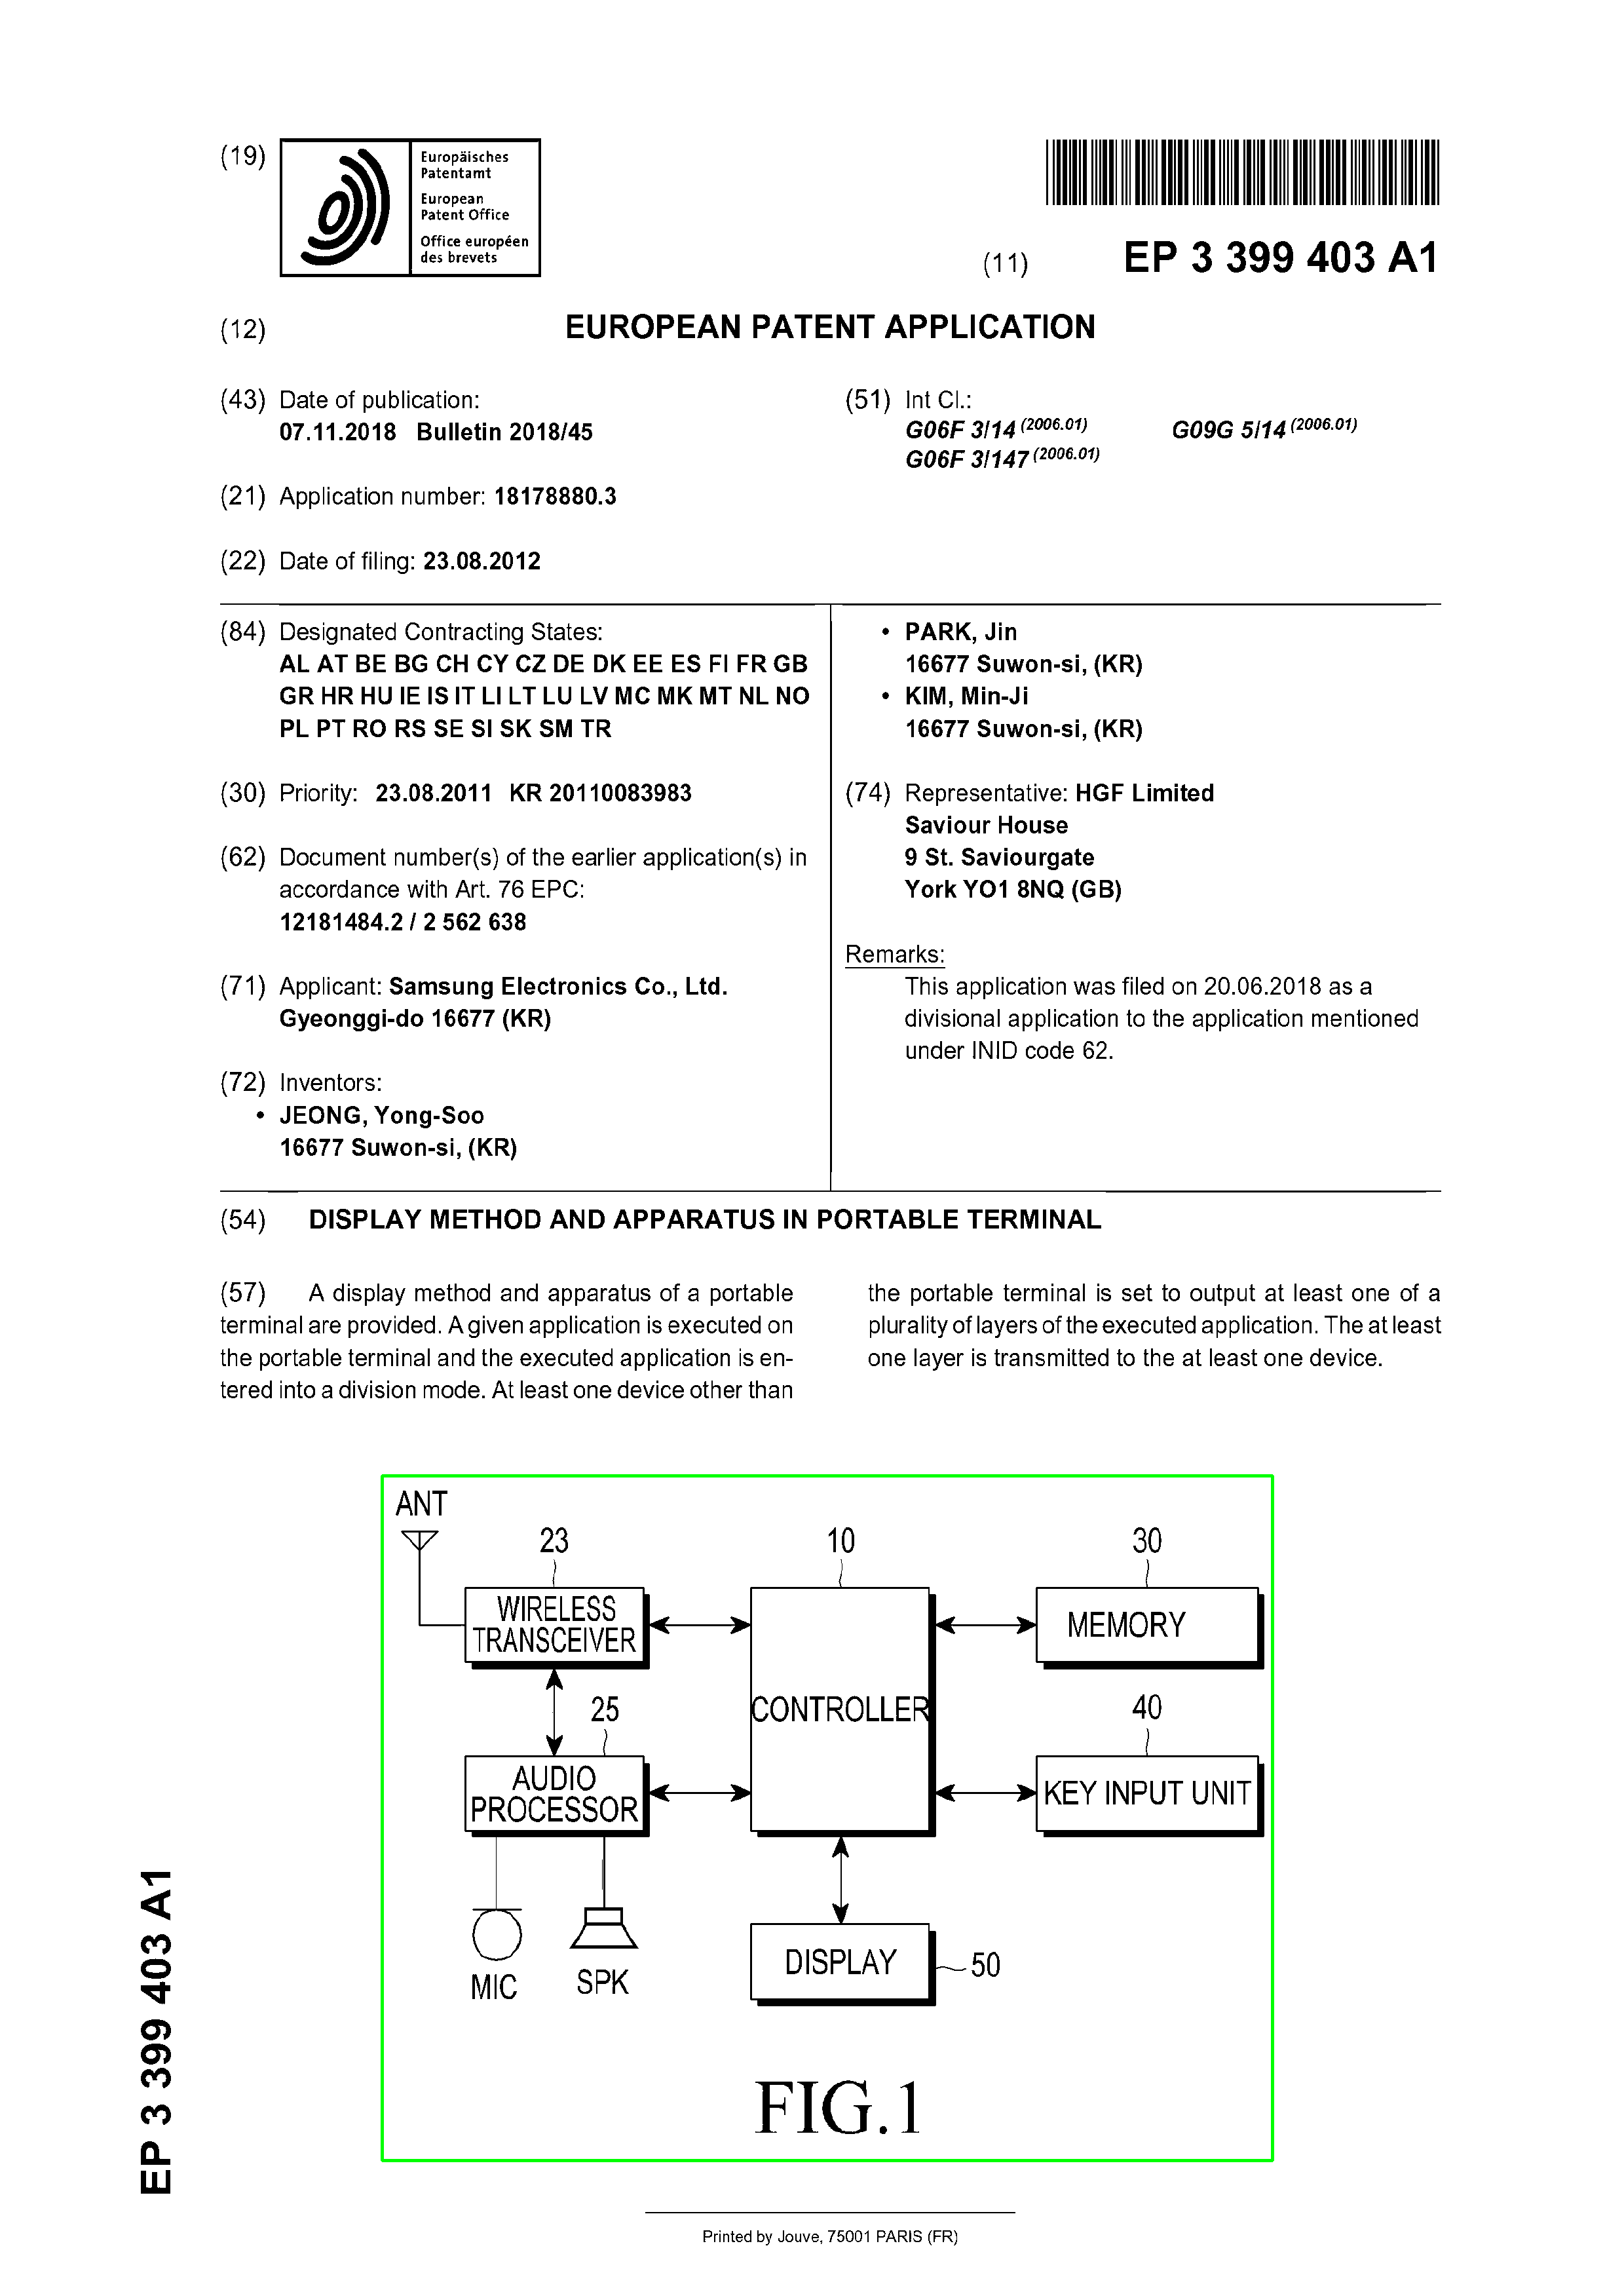 (19)
Europäisches
Patentamt
European
Patent Office
Office européen
des brevets
(11) EP 3 399 403 A1
(12) EUROPEAN PATENT APPLICATION
(43) Date of publication:
07.11.2018 Bulletin 2018/45
(21) Application number: 18178880.3
(22) Date of filing: 23.08.2012
(51) Int Cl.:
G06F 3/14 (2006.01) G09G 5/14 (2006.01)
G06F 3/147 (2006.01)
(84) Designated Contracting States:
AL AT BE BG CH CY CZ DE DK EE ES FI FR GB
GR HR HU IE IS IT LI LT LU LV MC MK MT NL NO
PL PT RO RS SE SI SK SM TR
(30) Priority: 23.08.2011 KR 20110083983
(62) Document number(s) of the earlier application(s) in
accordance with Art. 76 EPC:
12181484.2 / 2 562 638
(71) Applicant: Samsung Electronics Co., Ltd.
Gyeonggi-do 16677 (KR)
(72) Inventors:
• JEONG, Yong-Soo
16677 Suwon-si, (KR)
• PARK, Jin
16677 Suwon-si, (KR)
• KIM, Min-Ji
16677 Suwon-si, (KR)
(74) Representative: HGF Limited
Saviour House
9 St. Saviourgate
York YO1 8NQ (GB)
Remarks:
This application was filed on 20.06.2018 as a
divisional application to the application mentioned
under INID code 62.
(54) DISPLAY METHOD AND APPARATUS IN PORTABLE TERMINAL
(57) A display method and apparatus of a portable
terminal are provided. A given application is executed on
the portable terminal and the executed application is en-
tered into a division mode. At least one device other than
the portable terminal is set to output at least one of a
plurality of layers of the executed application. The at least
one layer is transmitted to the at least one device.
ANT
23
10
30
WIRELESS
TRANSCEIVER
MEMORY
25
CONTROLLER
40
AUDIO
PROCESSOR
KEY INPUT UNIT
MIC
SPK
DISPLAY
50
FIG.1
EP 3 399 403 A1
Printed by Jouve, 75001 PARIS (FR)